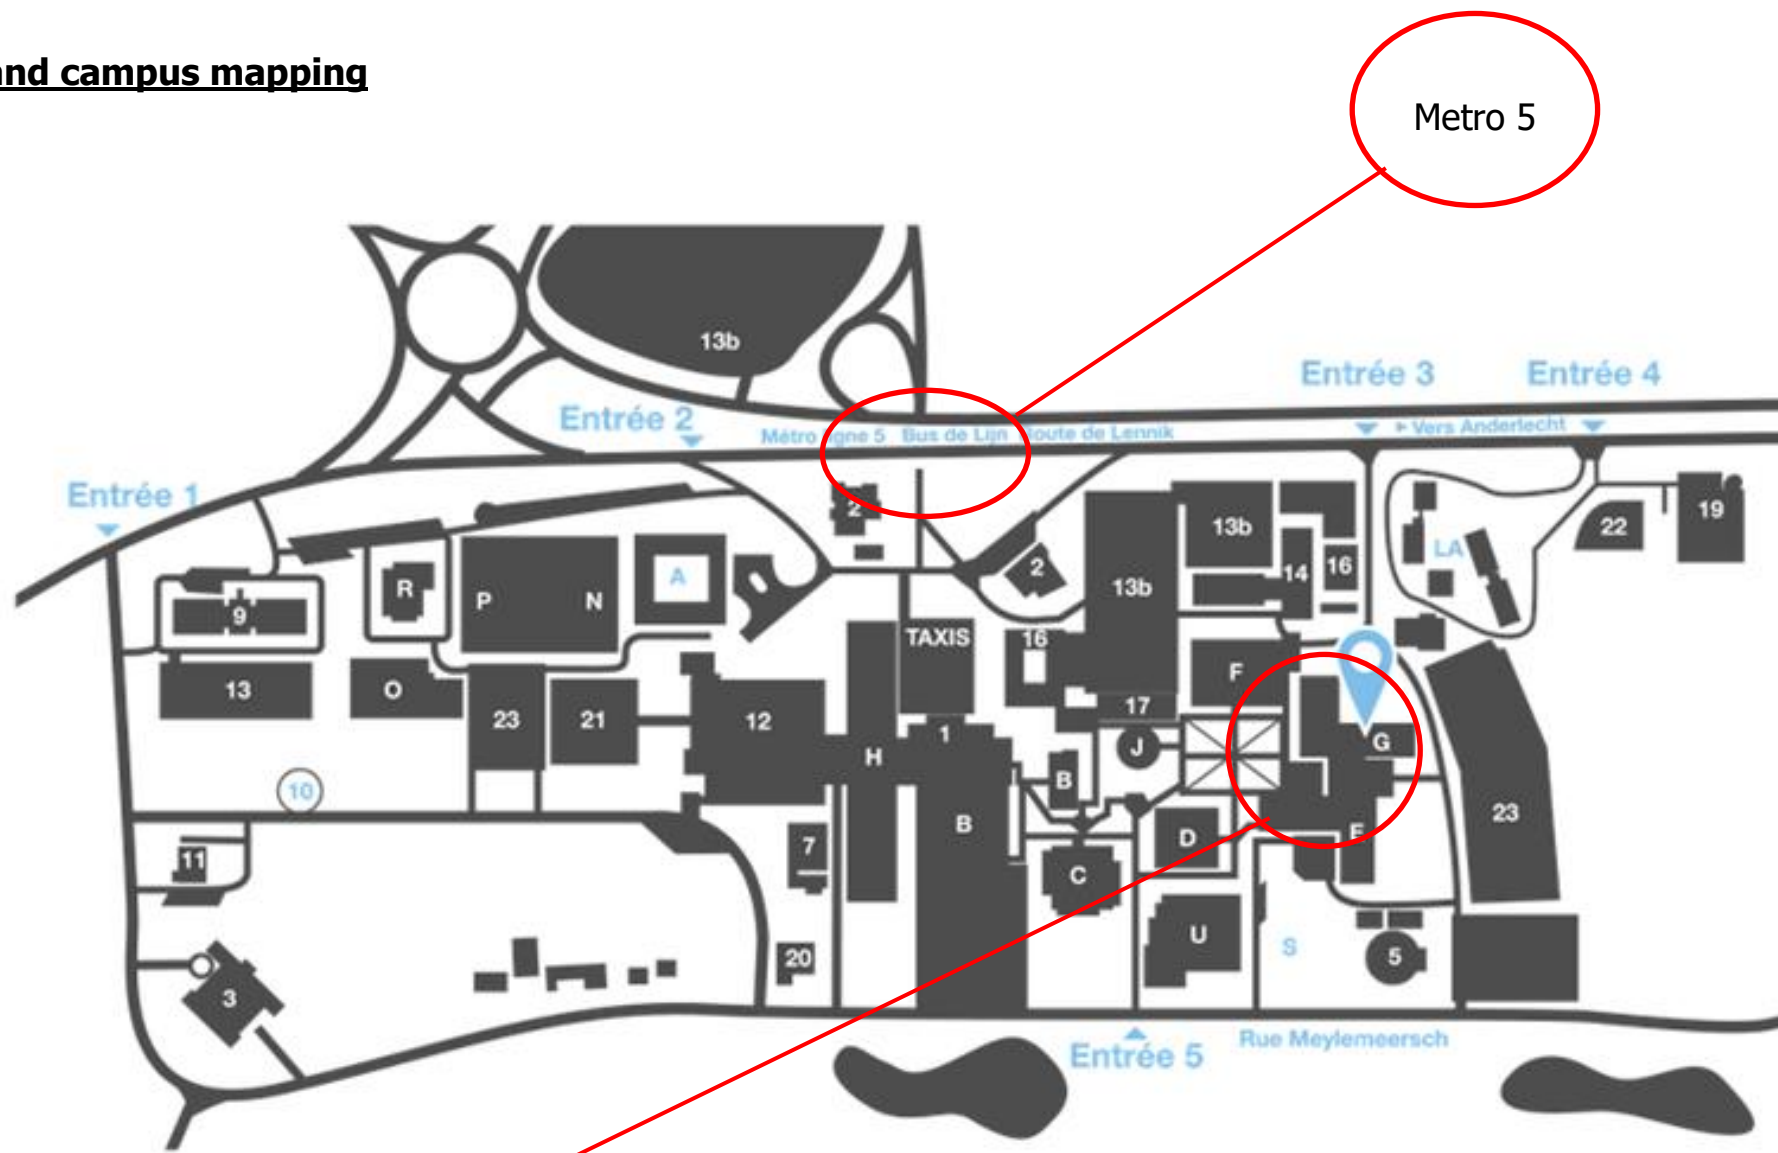 and campus mapping
Metro 5
13b
Entrée 3
Entrée 4
Entrée 2
Métro ligne 5 Bus de Lijn Route de Lennik
▸ Vers Anderlecht
Entrée 1
2
13b
22
19
LA
A
R
P
N
2
13b
14
16
9
TAXIS
16
F
13
O
23
21
12
17
1
J
G
H
B
10
B
23
7
D
E
11
C
U
S
20
5
3
Entrée 5
Rue Meylemeersch